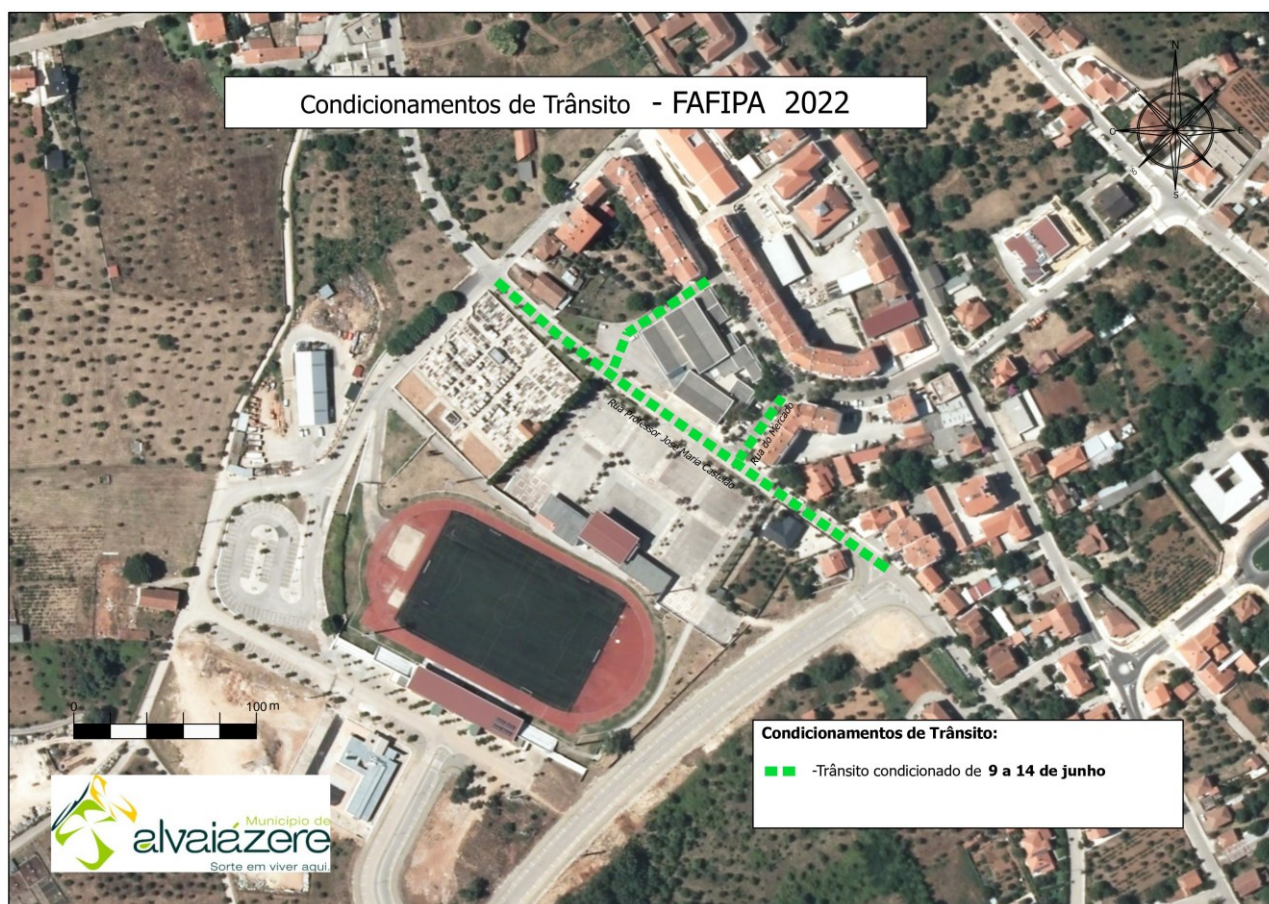 Condicionamentos de Trânsito - FAFIPA 2022
N
O
E
S
Rua Professor José Maria Castelão
Rua do Mercado
0 100 m
Condicionamentos de Trânsito:
-Trânsito condicionado de 9 a 14 de junho
Município de
alvaiázere
Sorte em viver aqui.